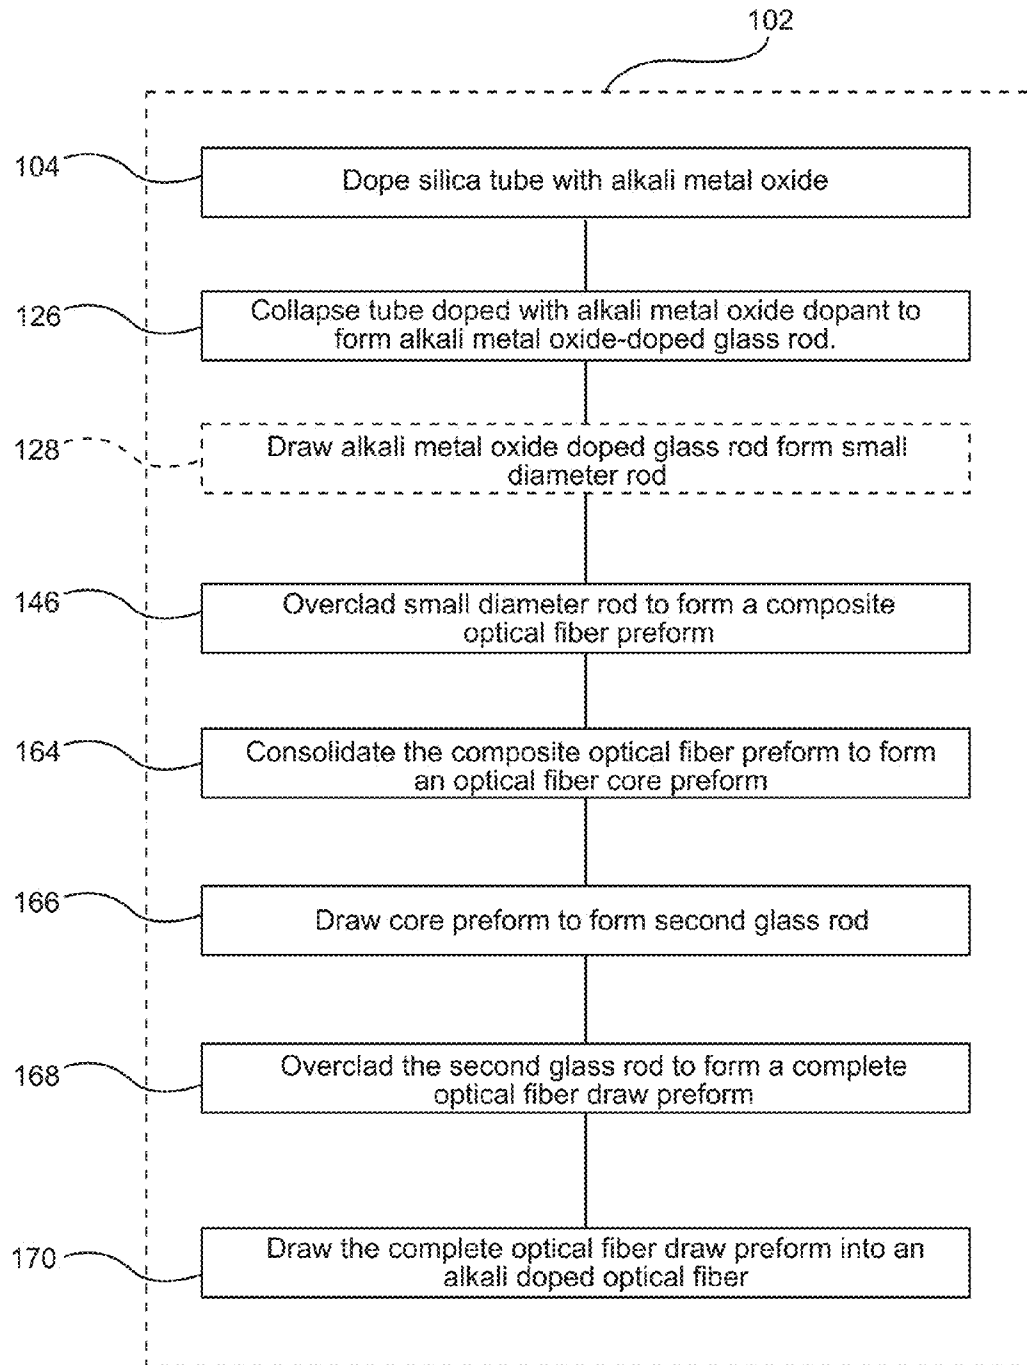 102
104
Dope silica tube with alkali metal oxide
126
Collapse tube doped with alkali metal oxide dopant to
form alkali metal oxide-doped glass rod.
128
Draw alkali metal oxide doped glass rod form small
diameter rod
146
Overclad small diameter rod to form a composite
optical fiber preform
164
Consolidate the composite optical fiber preform to form
an optical fiber core preform
166
Draw core preform to form second glass rod
168
Overclad the second glass rod to form a complete
optical fiber draw preform
170
Draw the complete optical fiber draw preform into an
alkali doped optical fiber